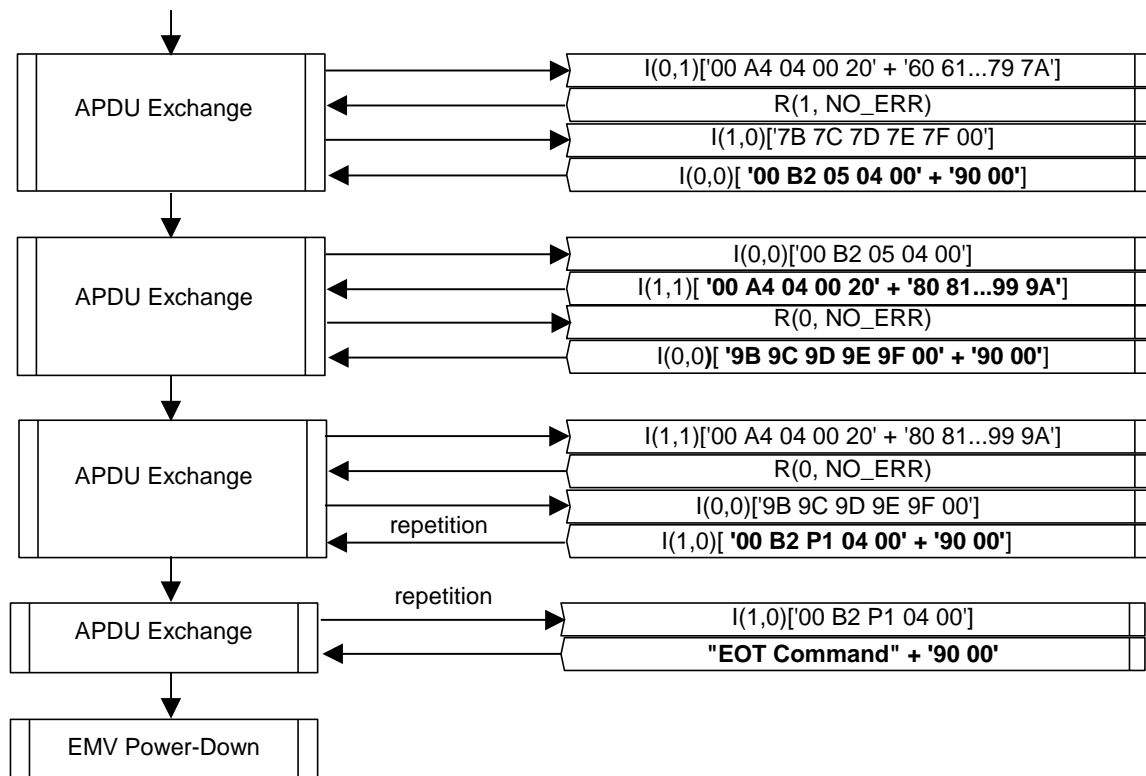 APDU Exchange
I(0,1)['00 A4 04 00 20' + '60 61...79 7A']
R(1, NO_ERR)
I(1,0)['7B 7C 7D 7E 7F 00']
I(0,0)[ '00 B2 05 04 00' + '90 00']
APDU Exchange
I(0,0)['00 B2 05 04 00']
I(1,1)[ '00 A4 04 00 20' + '80 81...99 9A']
R(0, NO_ERR)
I(0,0)[ '9B 9C 9D 9E 9F 00' + '90 00']
APDU Exchange
I(1,1)['00 A4 04 00 20' + '80 81...99 9A']
R(0, NO_ERR)
I(0,0)['9B 9C 9D 9E 9F 00']
repetition
I(1,0)[ '00 B2 P1 04 00' + '90 00']
repetition
APDU Exchange
I(1,0)['00 B2 P1 04 00']
"EOT Command" + '90 00'
EMV Power-Down